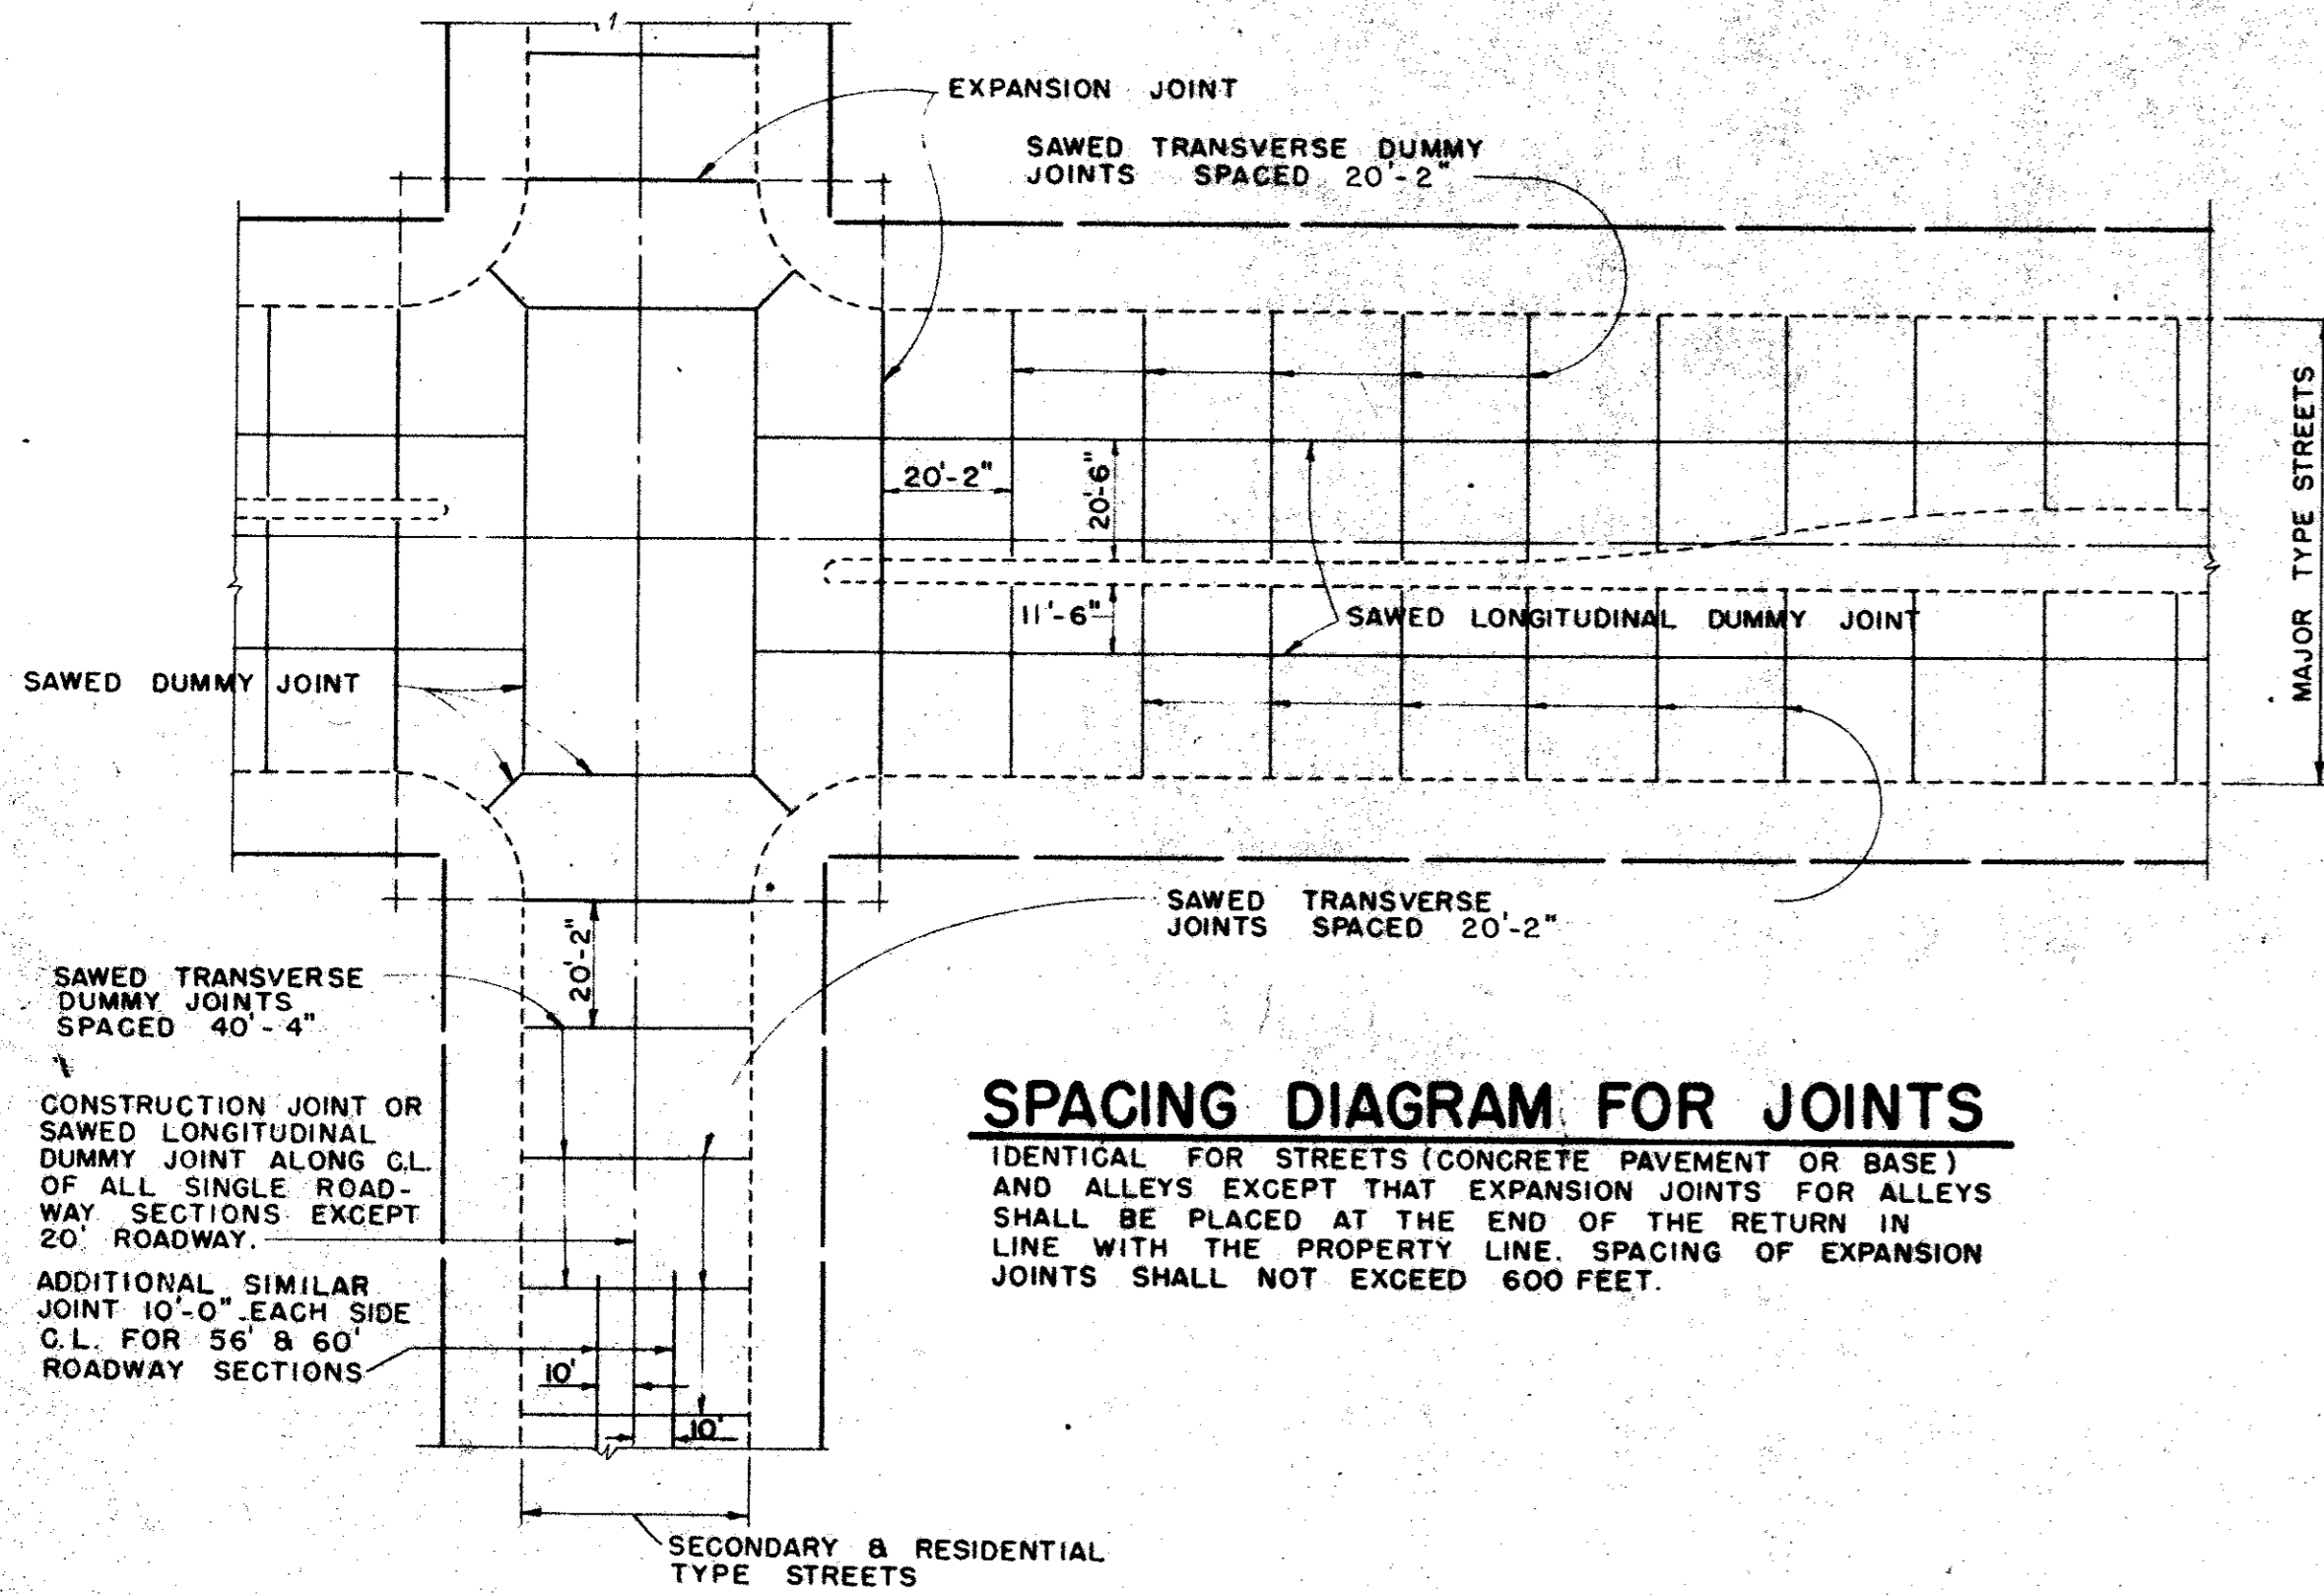 EXPANSION JOINT
SAWED TRANSVERSE DUMMY
JOINTS SPACED 20'-2"
20'-2"
20'-6"
11'-6"
SAWED LONGITUDINAL DUMMY JOINT
MAJOR TYPE STREETS
SAWED DUMMY JOINT
SAWED TRANSVERSE
JOINTS SPACED 20'-2"
20'-2"
SAWED TRANSVERSE
DUMMY JOINTS
SPACED 40'-4"
CONSTRUCTION JOINT OR
SAWED LONGITUDINAL
DUMMY JOINT ALONG C.L.
OF ALL SINGLE ROAD-
WAY SECTIONS EXCEPT
20' ROADWAY.
ADDITIONAL SIMILAR
JOINT 10'-0" EACH SIDE
C.L. FOR 56' & 60'
ROADWAY SECTIONS
10'
10'
SPACING DIAGRAM FOR JOINTS
IDENTICAL FOR STREETS (CONCRETE PAVEMENT OR BASE)
AND ALLEYS EXCEPT THAT EXPANSION JOINTS FOR ALLEYS
SHALL BE PLACED AT THE END OF THE RETURN IN
LINE WITH THE PROPERTY LINE. SPACING OF EXPANSION
JOINTS SHALL NOT EXCEED 600 FEET.
SECONDARY & RESIDENTIAL
TYPE STREETS